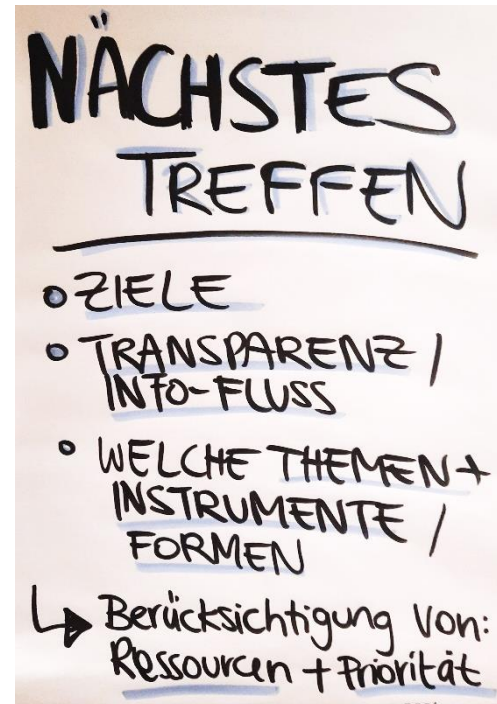 NÄCHSTES
TREFFEN
• ZIELE
• TRANSPARENZ /
INFO-FLUSS
• WELCHE THEMEN +
INSTRUMENTE /
FORMEN
↳ Berücksichtigung von:
Ressourcen + Priorität